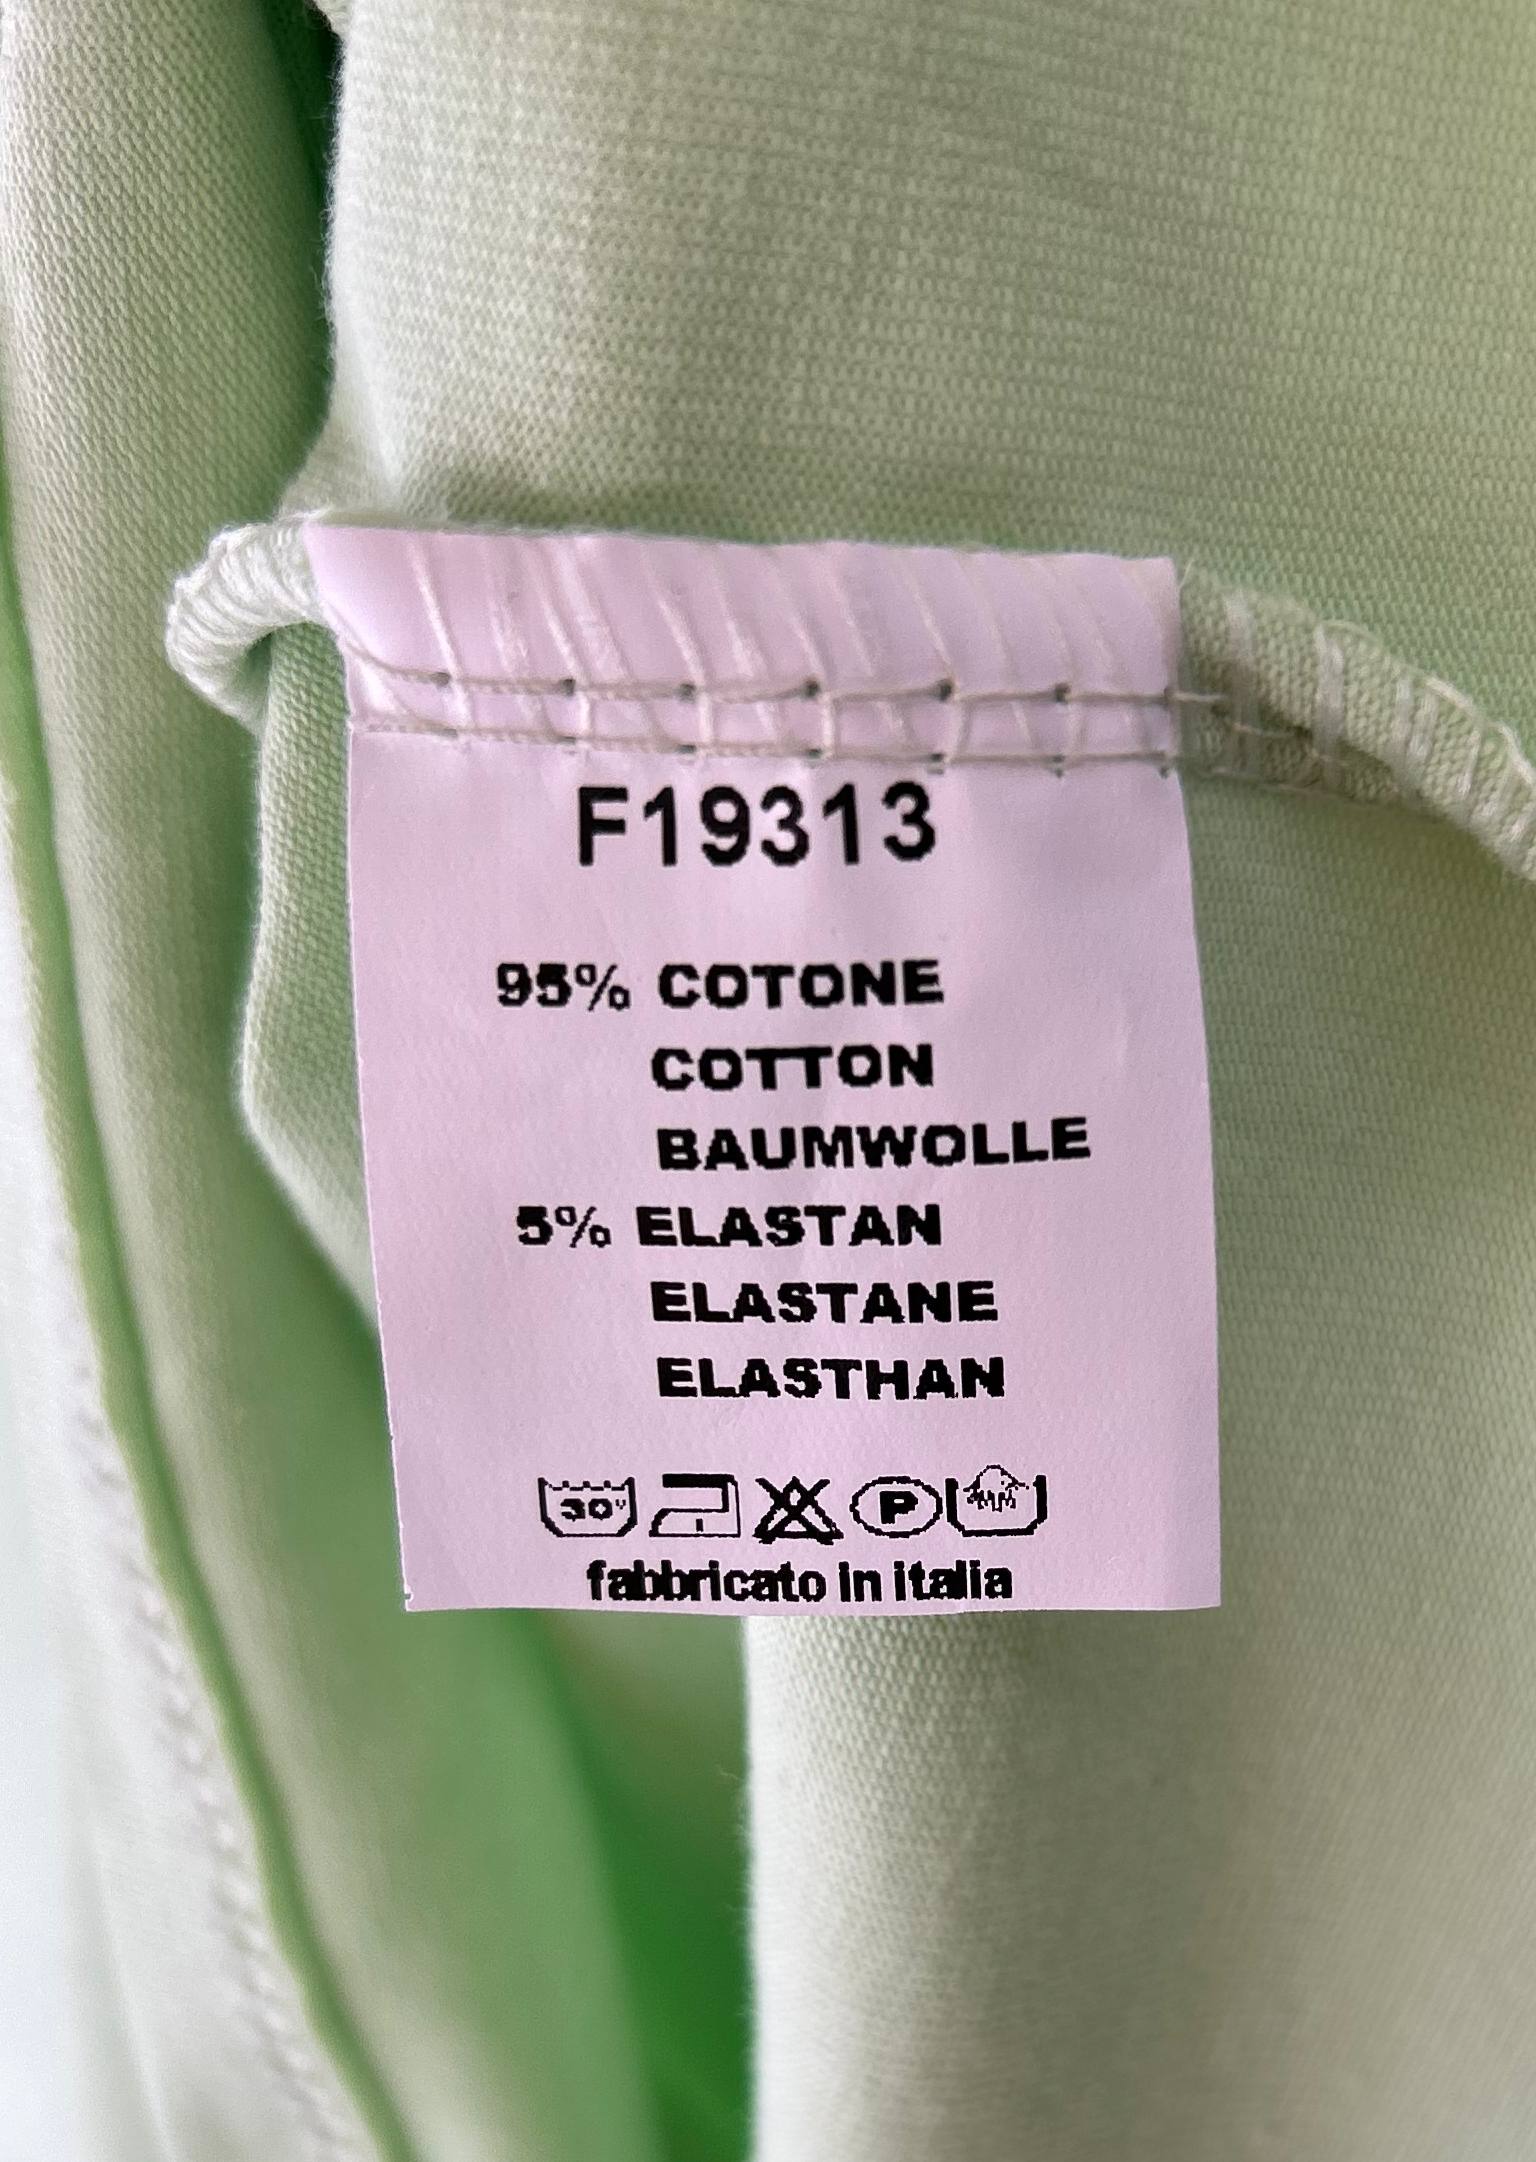 F19313
95% COTONE
COTTON
BAUMWOLLE
5% ELASTAN
ELASTANE
ELASTHAN
30° P
fabbricato in italia